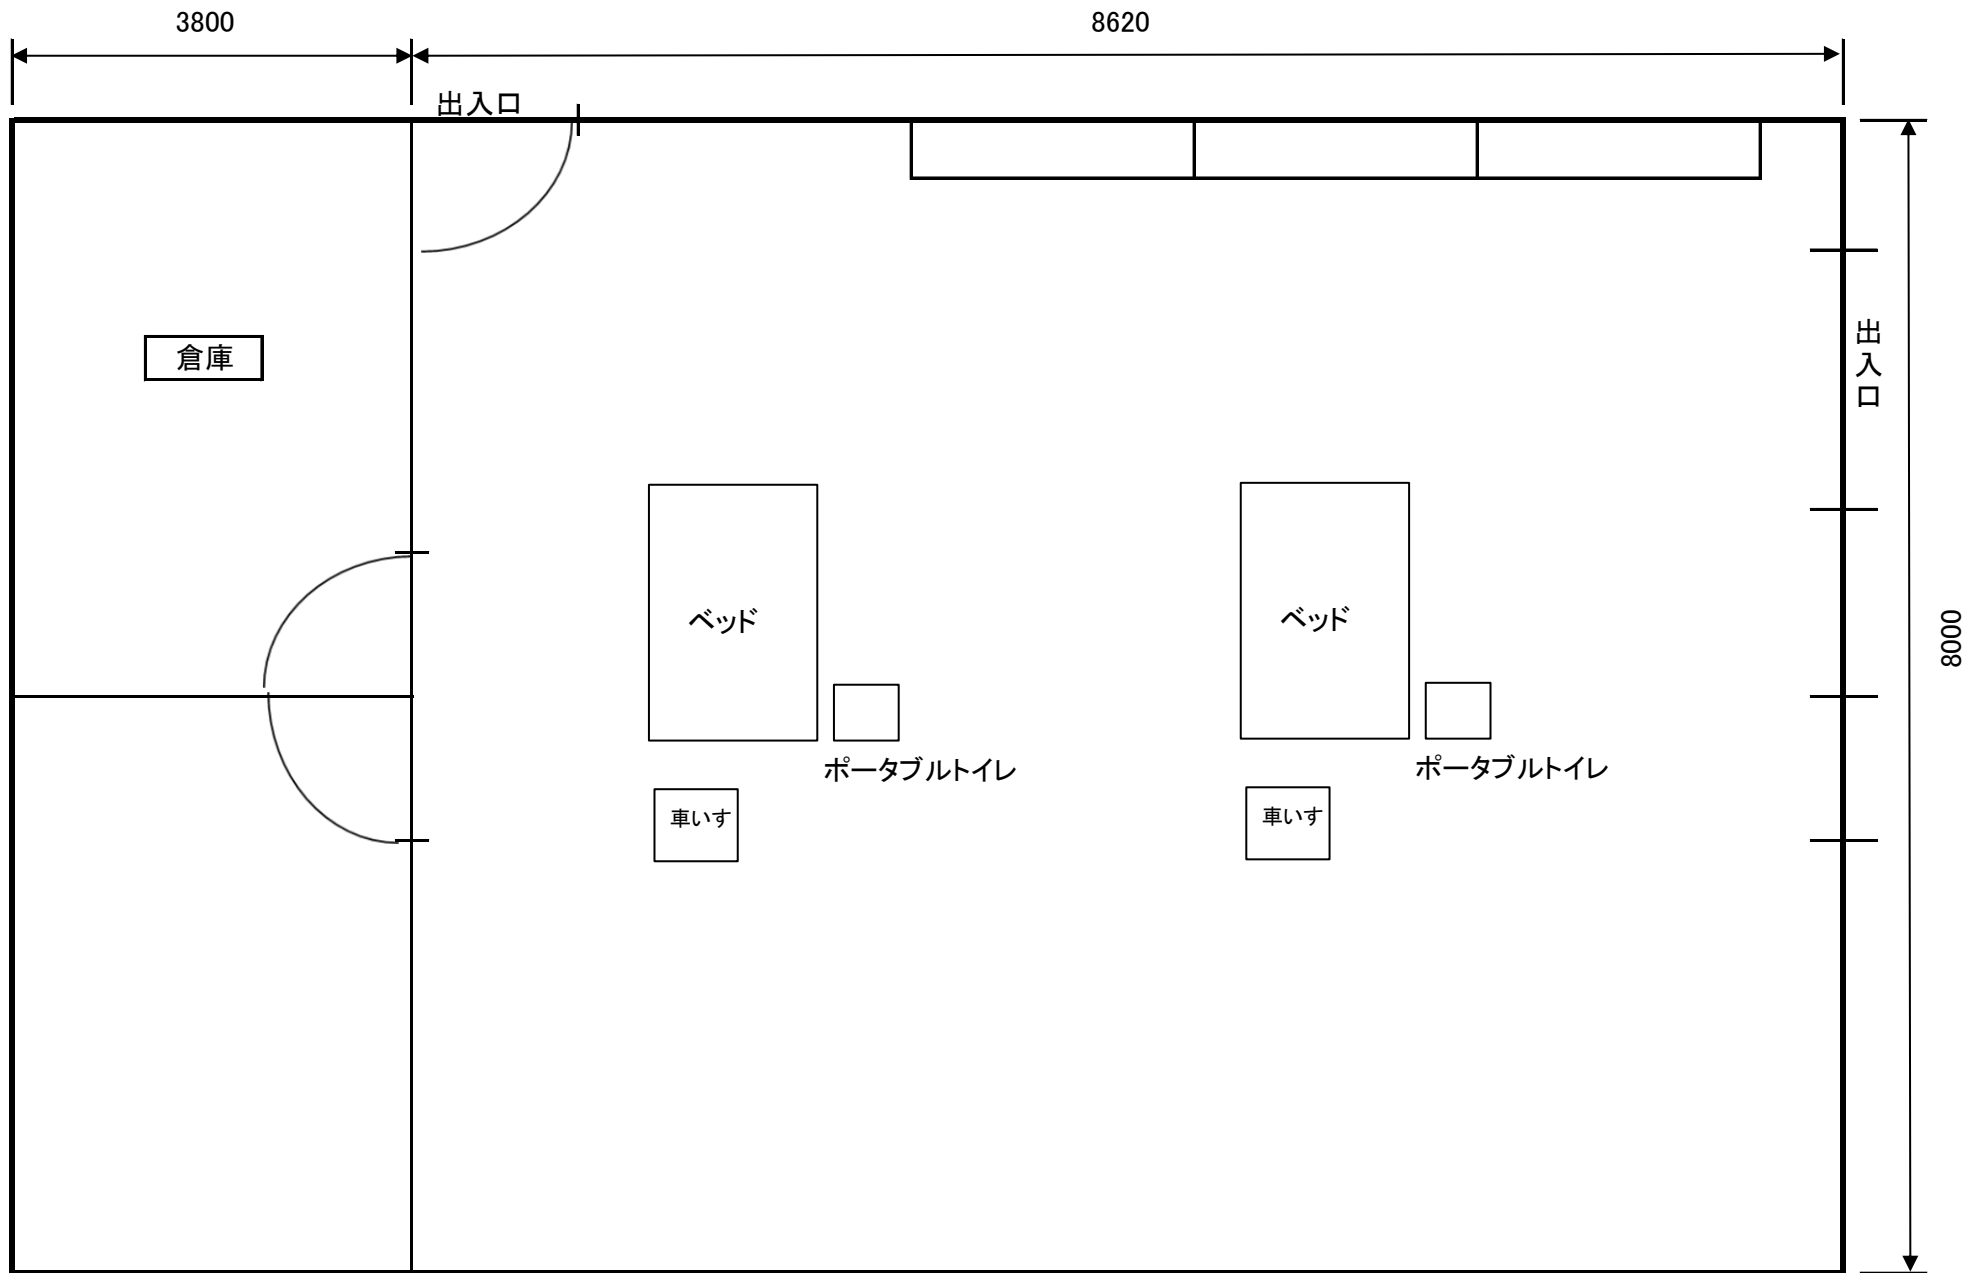 3800
8620
出入口
倉庫
出入口
ベッド
ベッド
8000
ポータブルトイレ
ポータブルトイレ
車いす
車いす